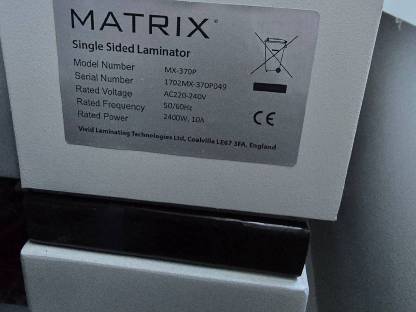 MATRIX®
Single Sided Laminator
Model Number MX-370P
Serial Number 1702MX-370P049
Rated Voltage AC220-240V
Rated Frequency 50/60Hz
Rated Power 2400W, 10A
CE
Vivid Laminating Technologies Ltd, Coalville LE67 3FA, England